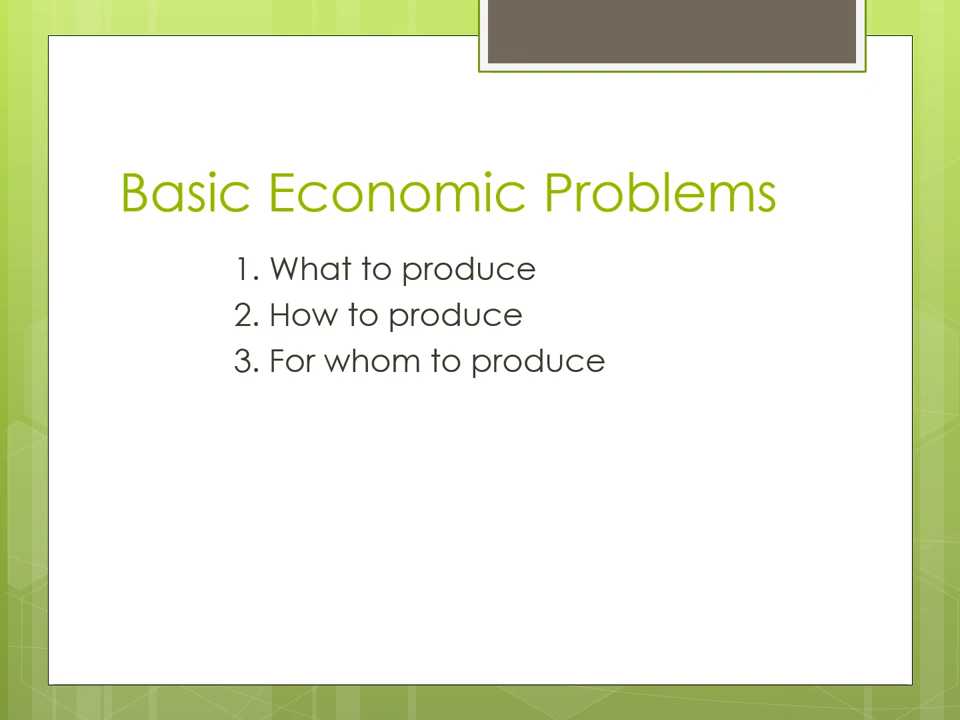 Basic Economic Problems
1. What to produce
2. How to produce
3. For whom to produce